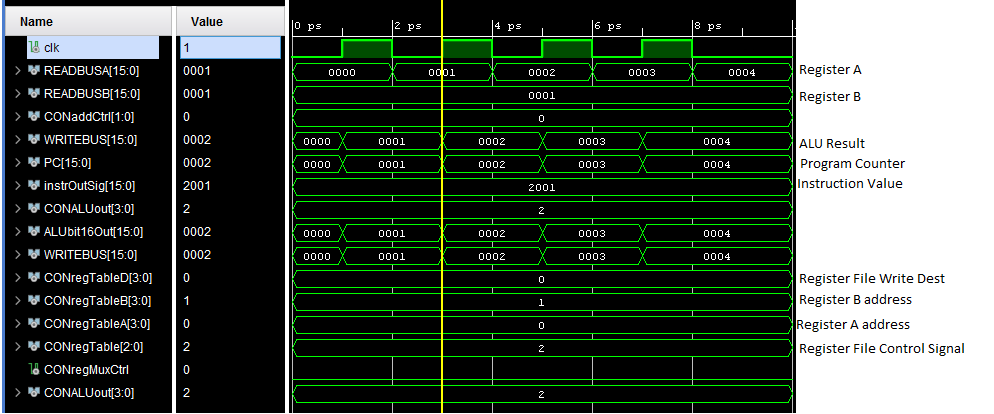 Name Value 0 ps 2 ps 4 ps 6 ps 8 ps
clk 1
READBUSA[15:0] 0001 0000 0001 0002 0003 0004 Register A
READBUSB[15:0] 0001 0001 Register B
CONaddCtrl[1:0] 0 0
WRITEBUS[15:0] 0002 0000 0001 0002 0003 0004 ALU Result
PC[15:0] 0002 0000 0001 0002 0003 0004 Program Counter
instrOutSig[15:0] 2001 2001 Instruction Value
CONALUout[3:0] 2 2
ALUbit16Out[15:0] 0002 0000 0001 0002 0003 0004
WRITEBUS[15:0] 0002 0000 0001 0002 0003 0004
CONregTableD[3:0] 0 0 Register File Write Dest
CONregTableB[3:0] 1 1 Register B address
CONregTableA[3:0] 0 0 Register A address
CONregTable[2:0] 2 2 Register File Control Signal
CONregMuxCtrl 0
CONALUout[3:0] 2 2